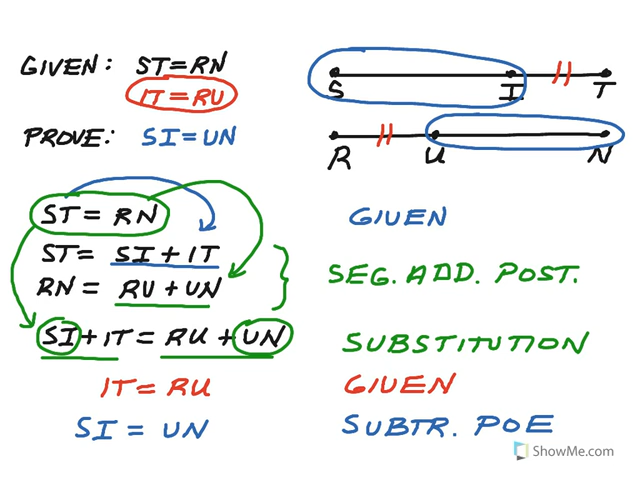 GIVEN: ST = RN
IT = RU
PROVE: SI = UN
S I T
R U N
ST = RN GIVEN
ST = SI + IT
RN = RU + UN
SEG. ADD. POST.
SI + IT = RU + UN SUBSTITUTION
IT = RU GIVEN
SI = UN SUBTR. POE
ShowMe.com